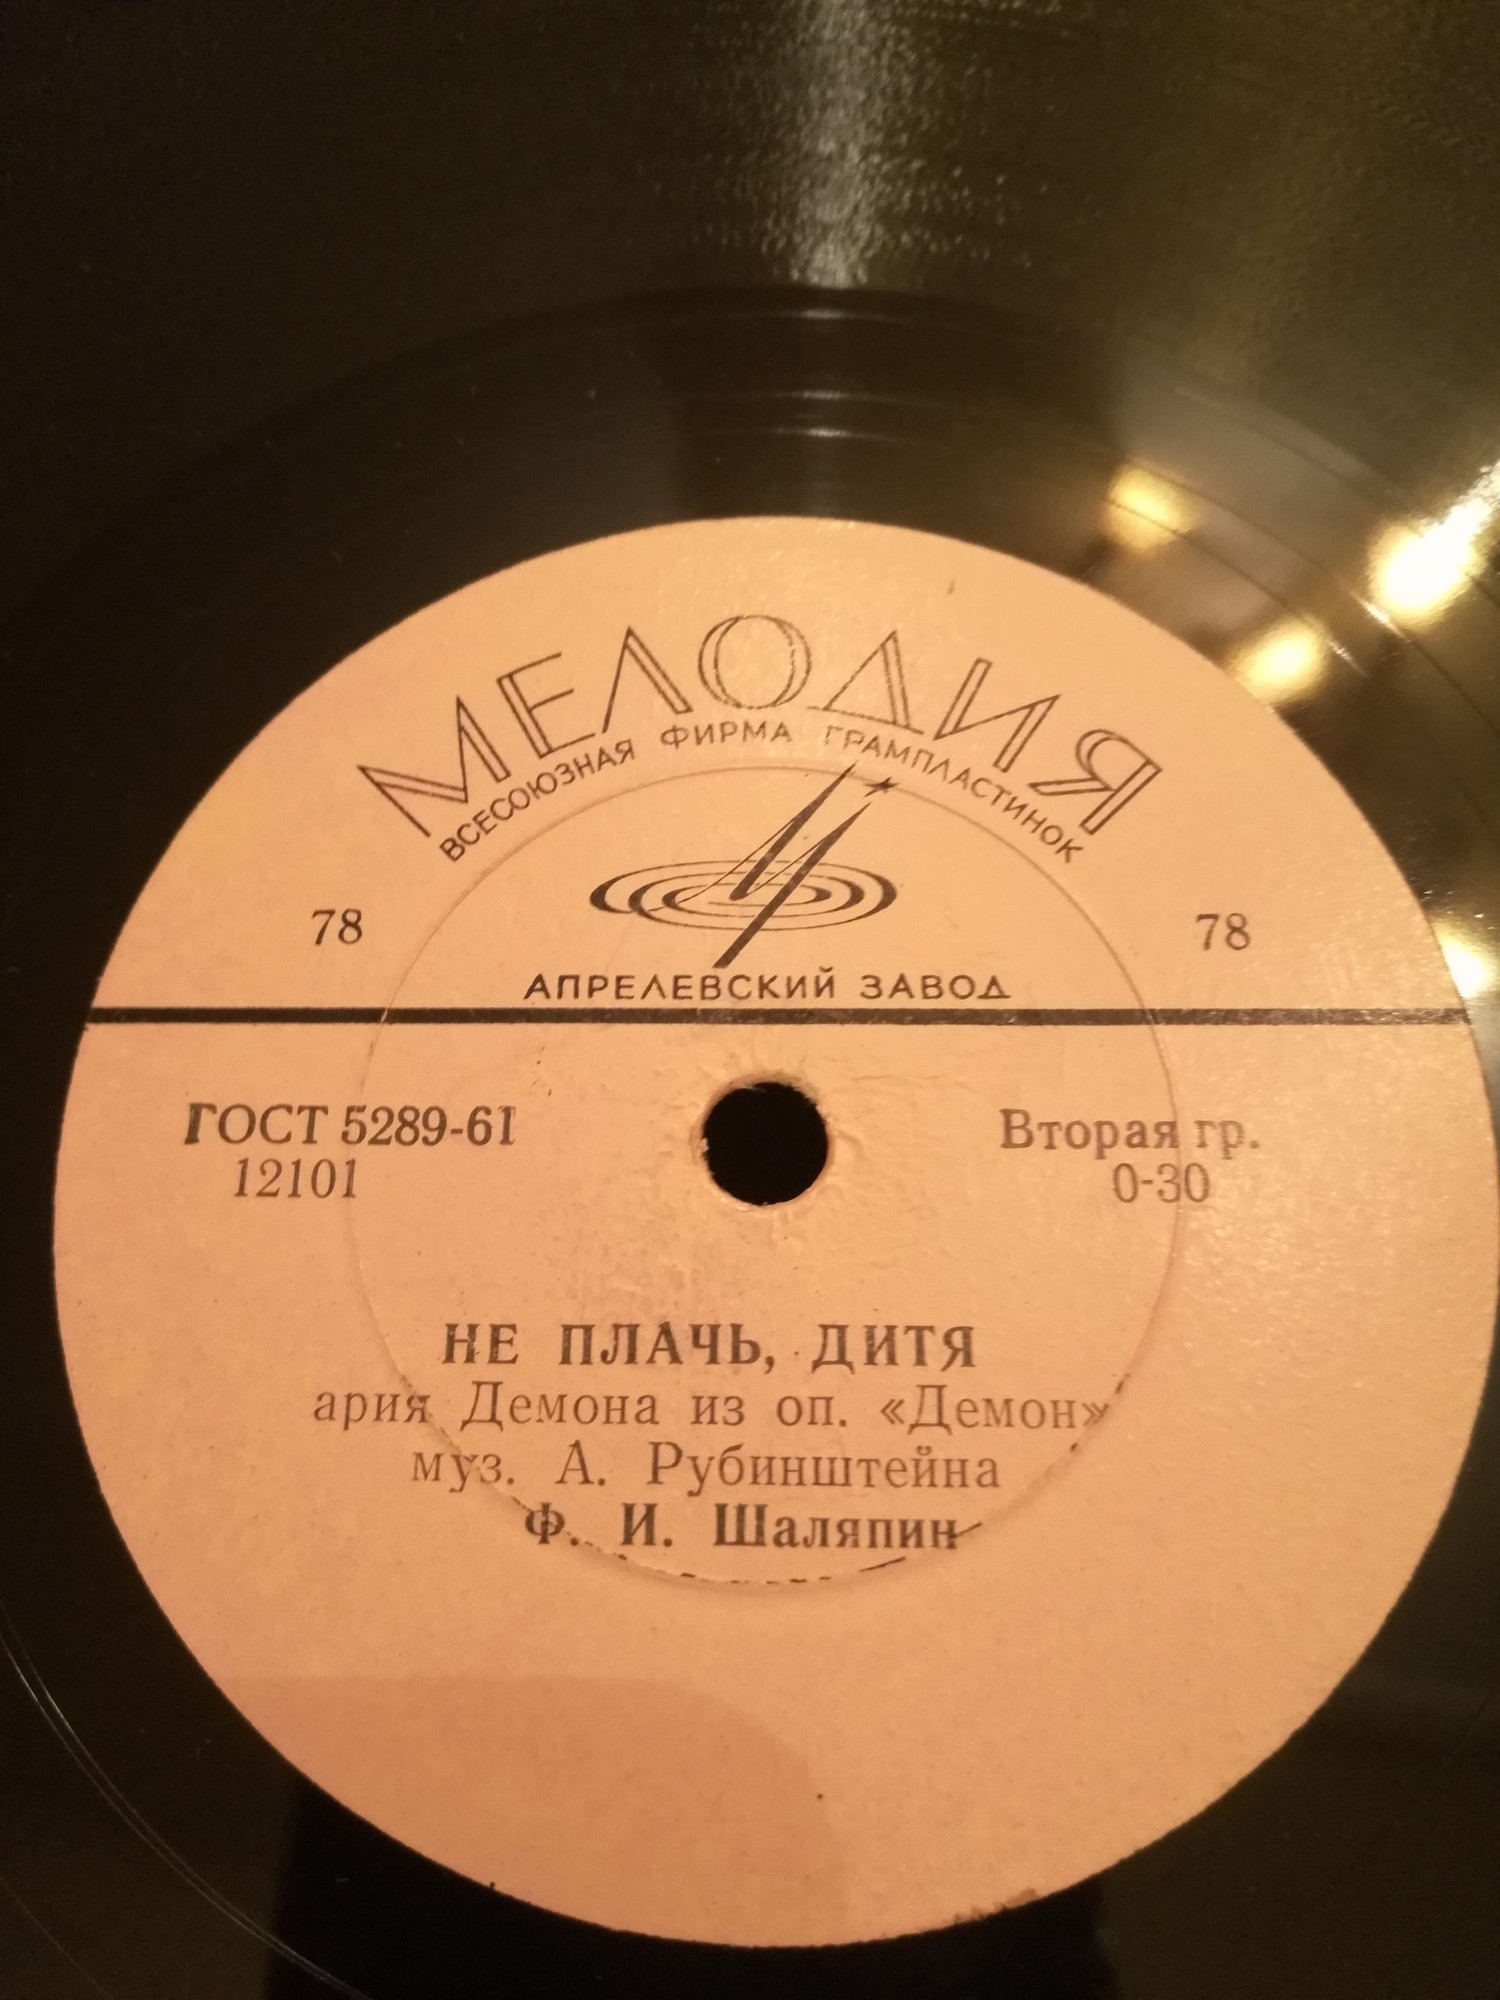 МЕЛОДИЯ
ВСЕСОЮЗНАЯ ФИРМА ГРАМПЛАСТИНОК
78 78
АПРЕЛЕВСКИЙ ЗАВОД
ГОСТ 5289-61 Вторая гр.
12101 0-30
НЕ ПЛАЧЬ, ДИТЯ
ария Демона из оп. «Демон»
муз. А. Рубинштейна
Ф. И. Шаляпин